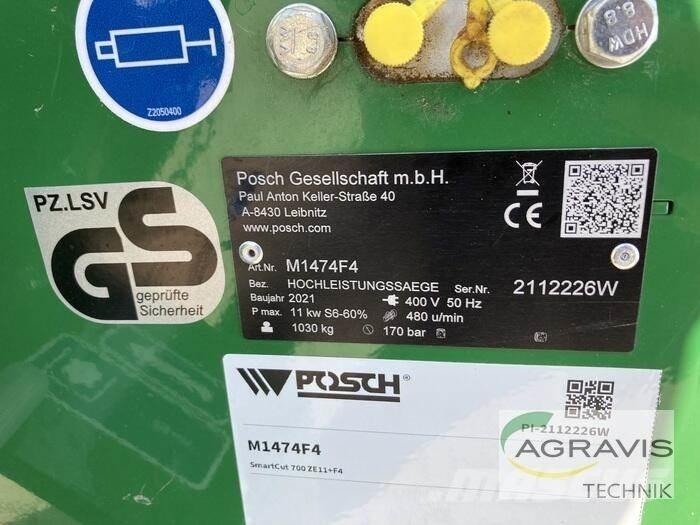 Z2050400
HDW
8.8
PZ.LSV
GS
geprüfte
Sicherheit
Posch Gesellschaft m.b.H.
Paul Anton Keller-Straße 40
A-8430 Leibnitz
www.posch.com
CE
Art.Nr. M1474F4
Bez. HOCHLEISTUNGSSAEGE Ser.Nr. 2112226W
Baujahr 2021 400 V 50 Hz
P max. 11 kw S6-60% 480 u/min
1030 kg 170 bar
POSCH®
PI-2112226W
M1474F4
SmartCut 700 ZE11+F4
AGRAVIS
TECHNIK